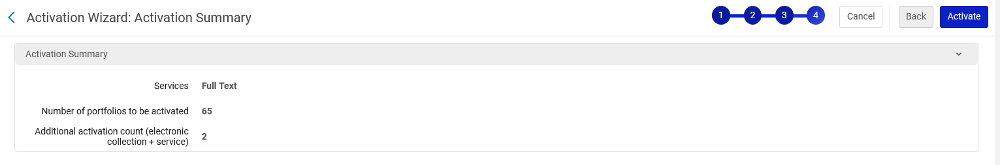 Activation Wizard: Activation Summary
1 2 3 4
Cancel
Back
Activate
Activation Summary
Services Full Text
Number of portfolios to be activated 65
Additional activation count (electronic
collection + service) 2